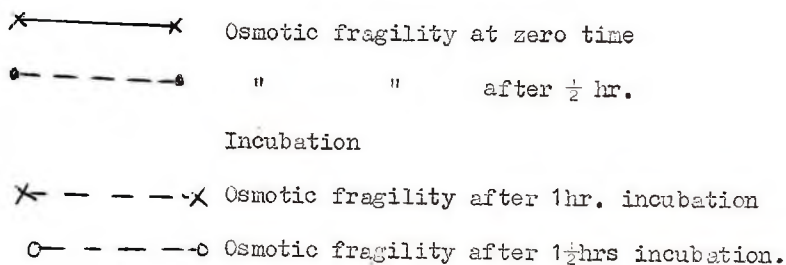 Osmotic fragility at zero time
" " after ½ hr.
Incubation
Osmotic fragility after 1hr. incubation
Osmotic fragility after 1½hrs incubation.